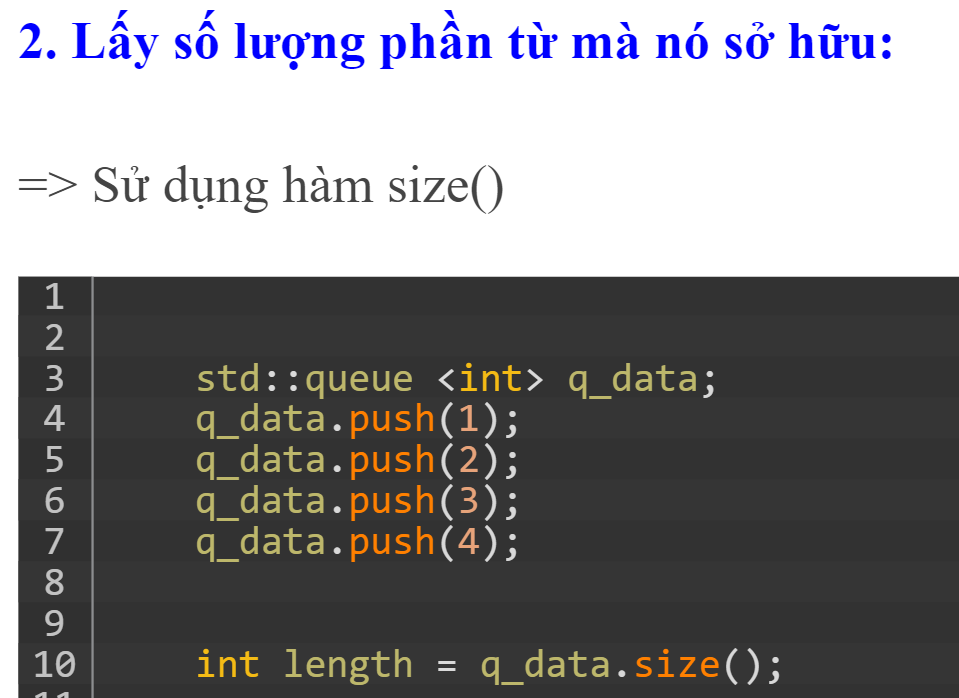 2. Lấy số lượng phần từ mà nó sở hữu:
=> Sử dụng hàm size()
1
2
3 std::queue <int> q_data;
4 q_data.push(1);
5 q_data.push(2);
6 q_data.push(3);
7 q_data.push(4);
8
9
10 int length = q_data.size();
11